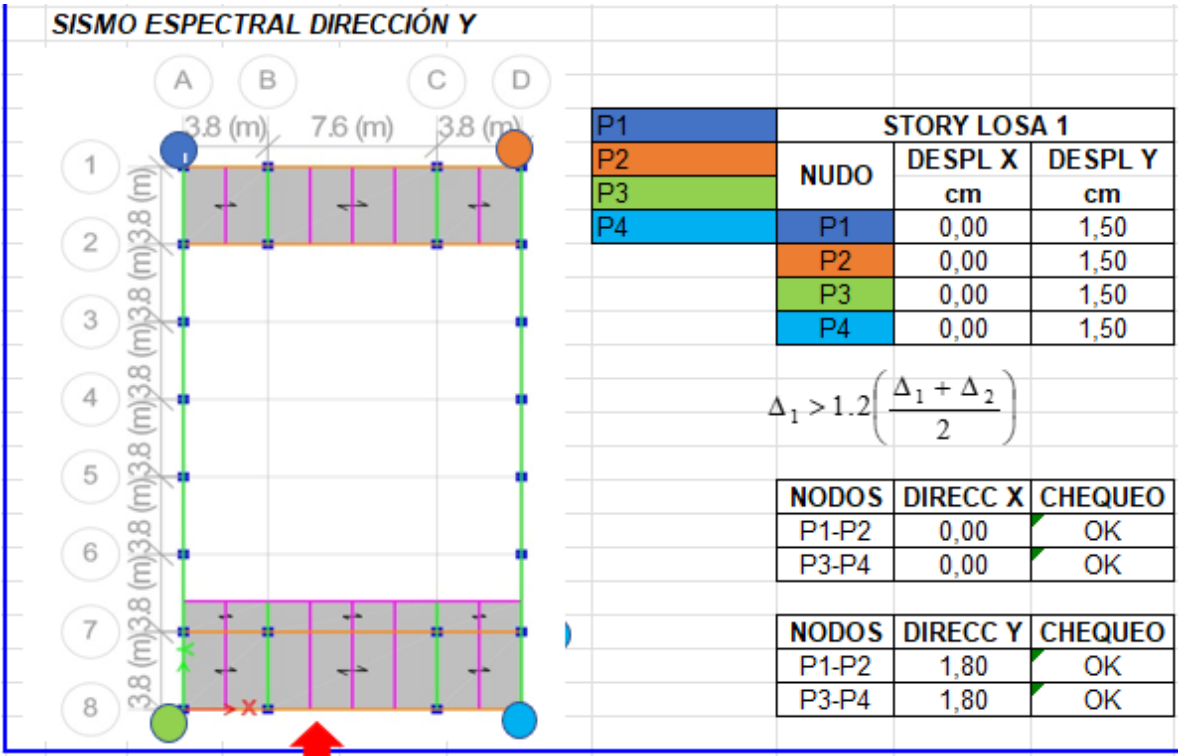 SISMO ESPECTRAL DIRECCIÓN Y
A B C D
3.8 (m) 7.6 (m) 3.8 (m)
1
2
3
4
5
6
7
8
3.8 (m)
3.8 (m)
3.8 (m)
3.8 (m)
3.8 (m)
3.8 (m)
3.8 (m)
X
P1
P2
P3
P4
STORY LOSA 1
NUDO DESPL X DESPL Y
cm cm
P1 0,00 1,50
P2 0,00 1,50
P3 0,00 1,50
P4 0,00 1,50
Δ1 > 1.2((Δ1 + Δ2)/2)
NODOS DIRECC X CHEQUEO
P1-P2 0,00 OK
P3-P4 0,00 OK
NODOS DIRECC Y CHEQUEO
P1-P2 1,80 OK
P3-P4 1,80 OK